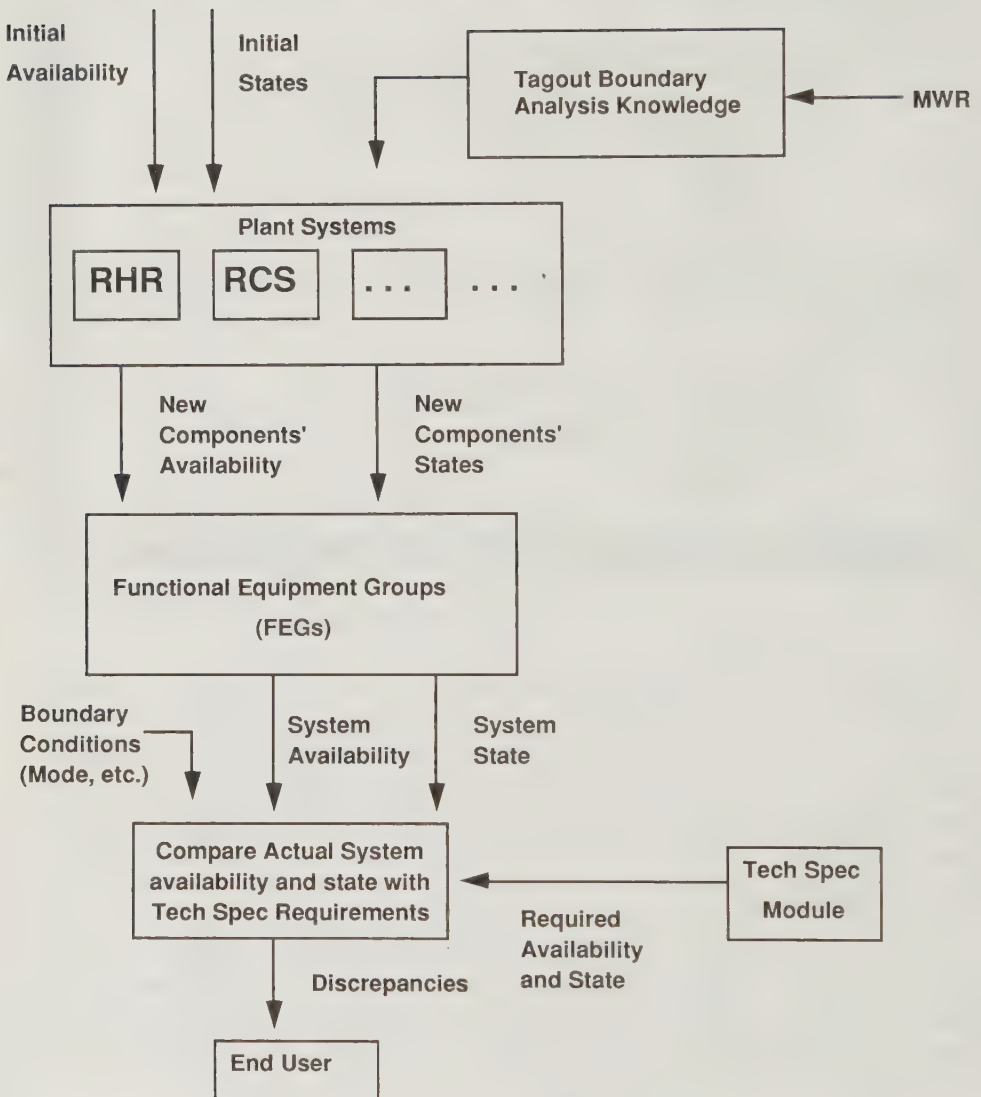 Initial
Availability
Initial
States
Tagout Boundary
Analysis Knowledge
MWR
Plant Systems
RHR
RCS
...
...
New
Components'
Availability
New
Components'
States
Functional Equipment Groups
(FEGs)
Boundary
Conditions
(Mode, etc.)
System
Availability
System
State
Compare Actual System
availability and state with
Tech Spec Requirements
Tech Spec
Module
Required
Availability
and State
Discrepancies
End User